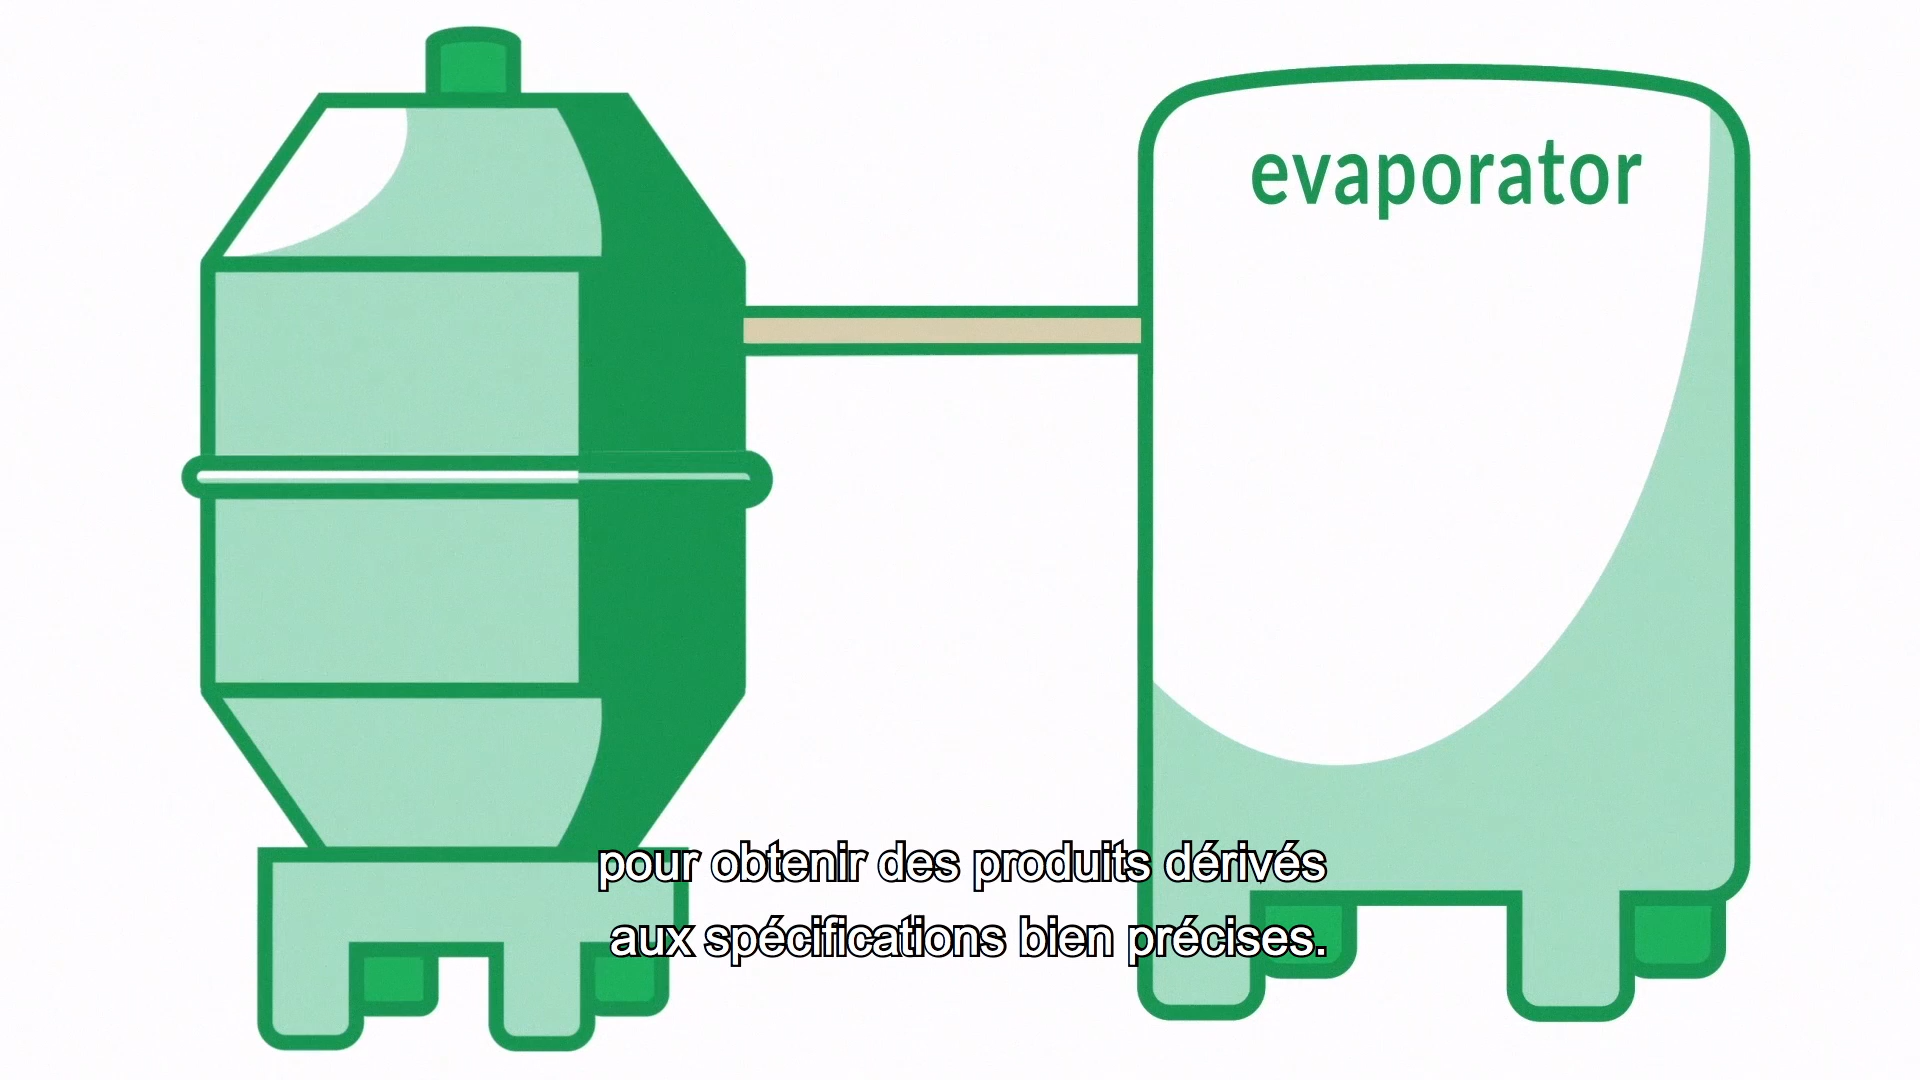 evaporator
pour obtenir des produits dérivés
aux spécifications bien précises.